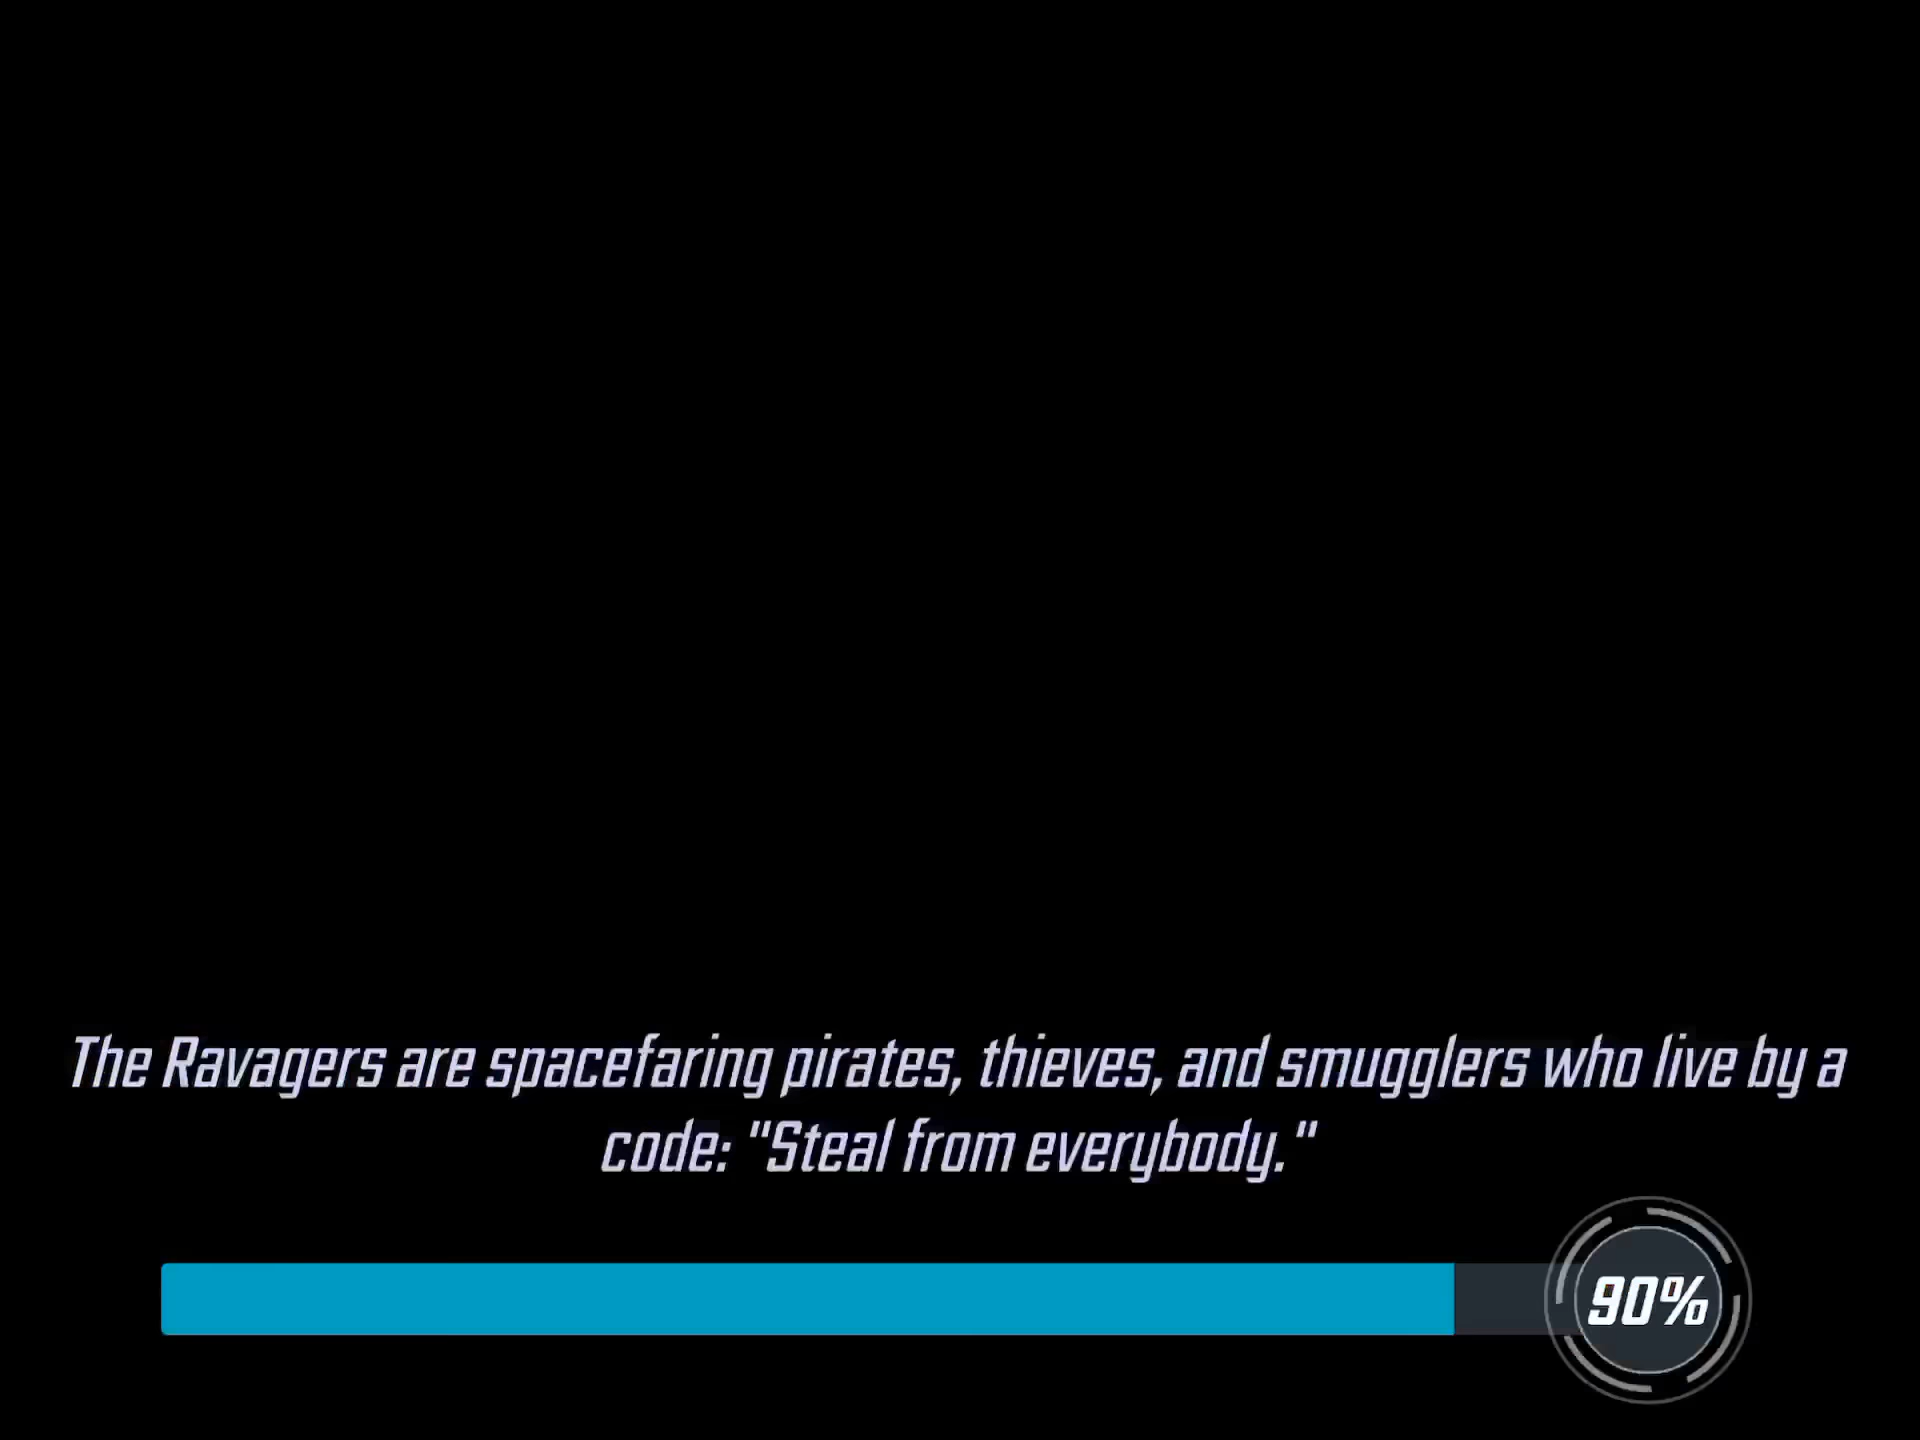 The Ravagers are spacefaring pirates, thieves, and smugglers who live by a
code: "Steal from everybody."
90%